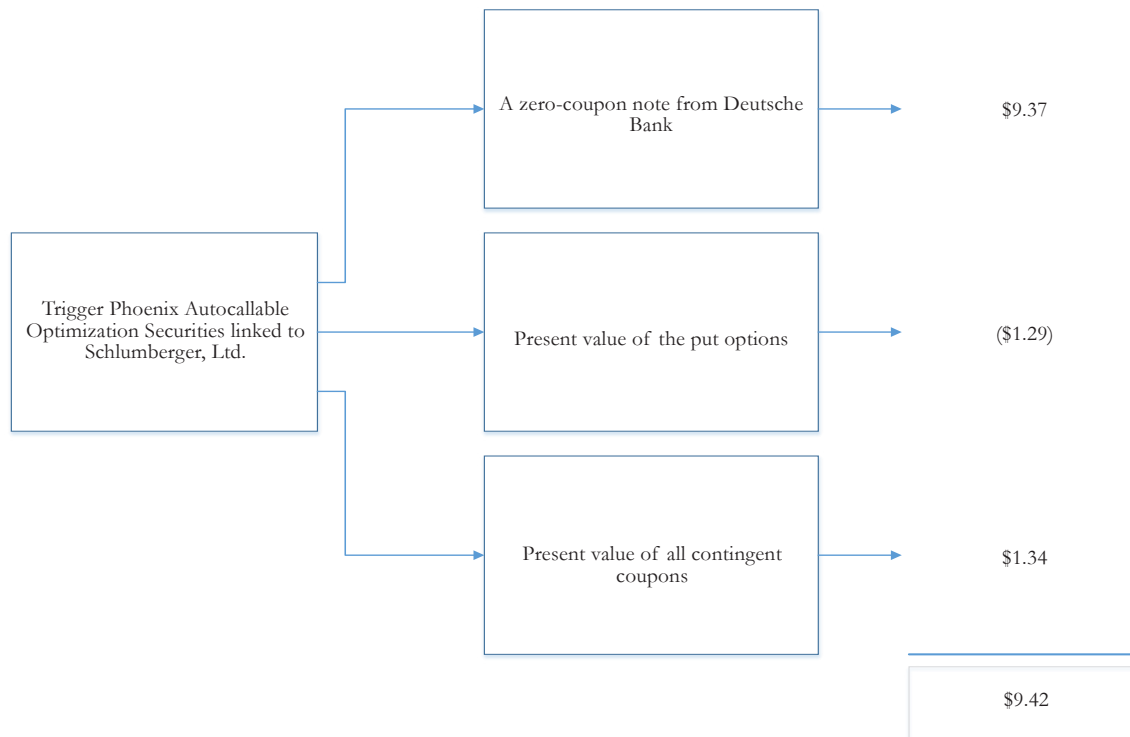 A zero-coupon note from Deutsche
Bank
$9.37
Trigger Phoenix Autocallable
Optimization Securities linked to
Schlumberger, Ltd.
Present value of the put options
($1.29)
Present value of all contingent
coupons
$1.34
$9.42